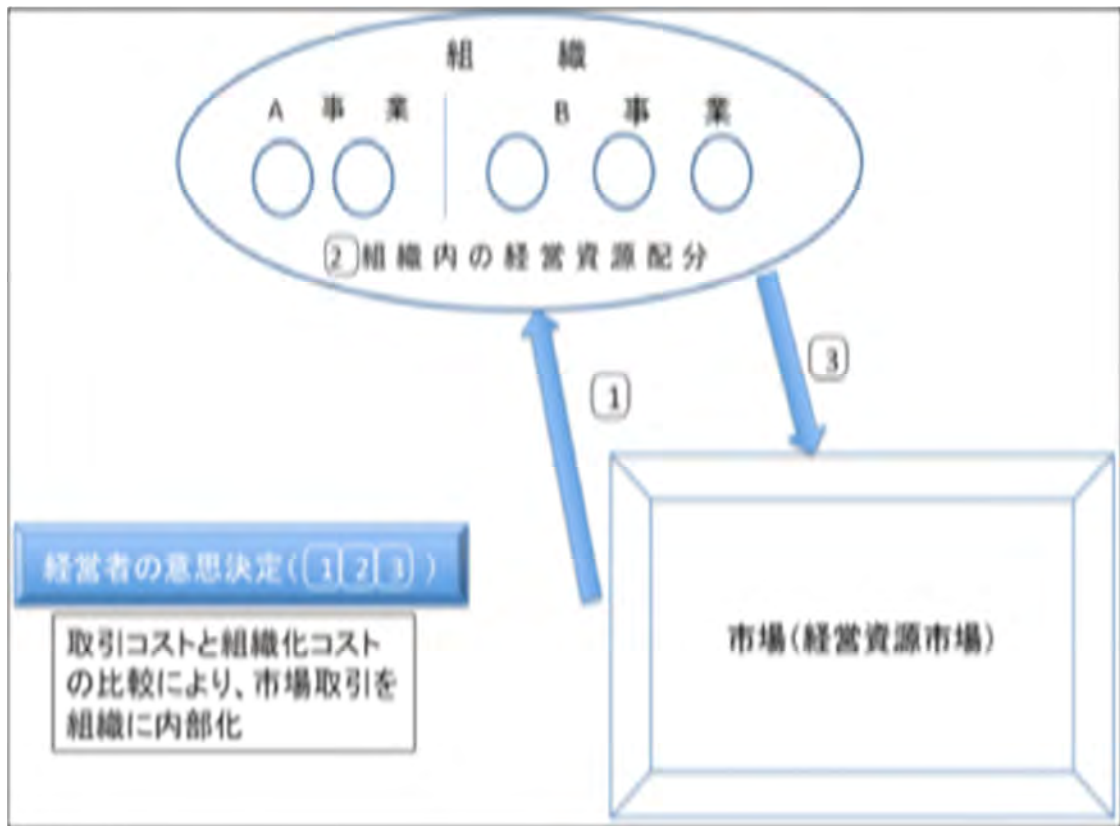 組織
A 事業
B 事業
2 組織内の経営資源配分
1
3
経営者の意思決定(1 2 3)
取引コストと組織化コスト
の比較により、市場取引を
組織に内部化
市場(経営資源市場)